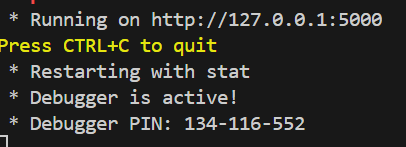 * Running on http://127.0.0.1:5000
Press CTRL+C to quit
* Restarting with stat
* Debugger is active!
* Debugger PIN: 134-116-552